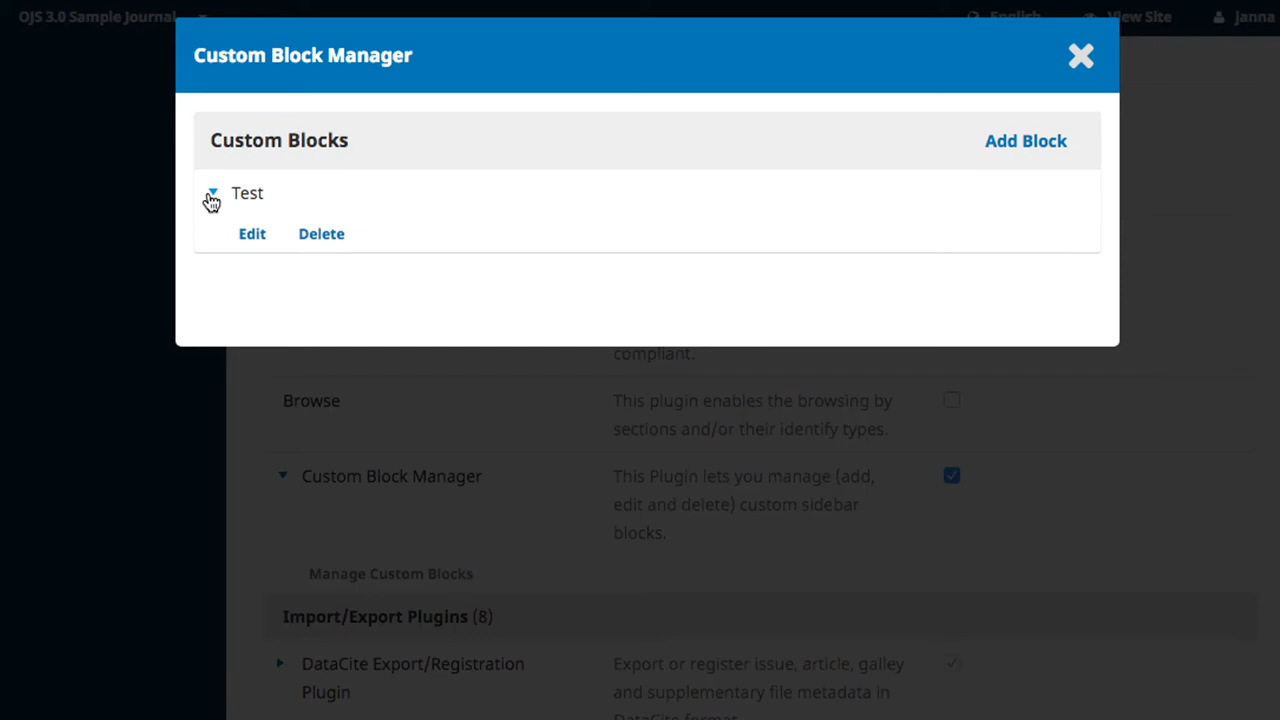 OJS 3.0 Sample Journal
English
View Site
Janna
Custom Block Manager
Custom Blocks
Add Block
Test
Edit
Delete
compliant.
Browse
This plugin enables the browsing by
sections and/or their identify types.
Custom Block Manager
This Plugin lets you manage (add,
edit and delete) custom sidebar
blocks.
Manage Custom Blocks
Import/Export Plugins (8)
DataCite Export/Registration
Plugin
Export or register issue, article, galley
and supplementary file metadata in
DataCite format.